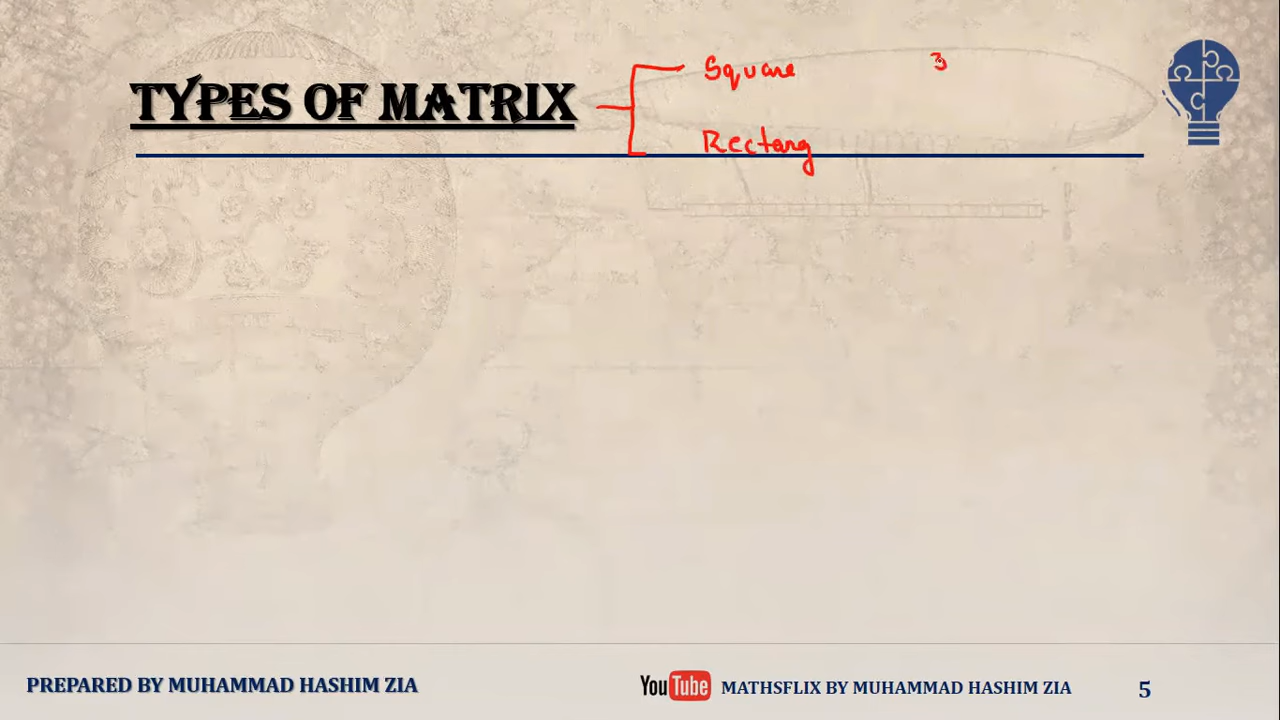 TYPES OF MATRIX
Square
3
Rectang
PREPARED BY MUHAMMAD HASHIM ZIA
YouTube MATHSFLIX BY MUHAMMAD HASHIM ZIA
5